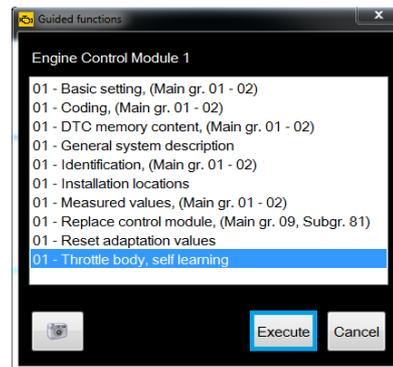 Guided functions
Engine Control Module 1
01 - Basic setting, (Main gr. 01 - 02)
01 - Coding, (Main gr. 01 - 02)
01 - DTC memory content, (Main gr. 01 - 02)
01 - General system description
01 - Identification, (Main gr. 01 - 02)
01 - Installation locations
01 - Measured values, (Main gr. 01 - 02)
01 - Replace control module, (Main gr. 09, Subgr. 81)
01 - Reset adaptation values
01 - Throttle body, self learning
Execute Cancel